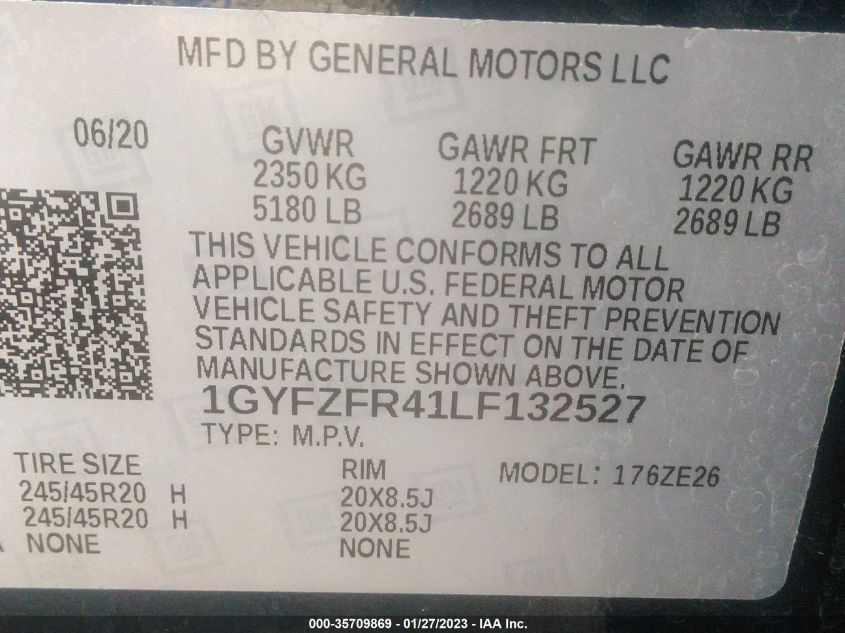 MFD BY GENERAL MOTORS LLC
06/20 GVWR GAWR FRT GAWR RR
2350 KG 1220 KG 1220 KG
5180 LB 2689 LB 2689 LB
THIS VEHICLE CONFORMS TO ALL
APPLICABLE U.S. FEDERAL MOTOR
VEHICLE SAFETY AND THEFT PREVENTION
STANDARDS IN EFFECT ON THE DATE OF
MANUFACTURE SHOWN ABOVE.
1GYFZFR41LF132527
TYPE: M.P.V.
TIRE SIZE RIM MODEL: 176ZE26
245/45R20 H 20X8.5J
245/45R20 H 20X8.5J
NONE NONE
000-35709869 - 01/27/2023 - IAA Inc.